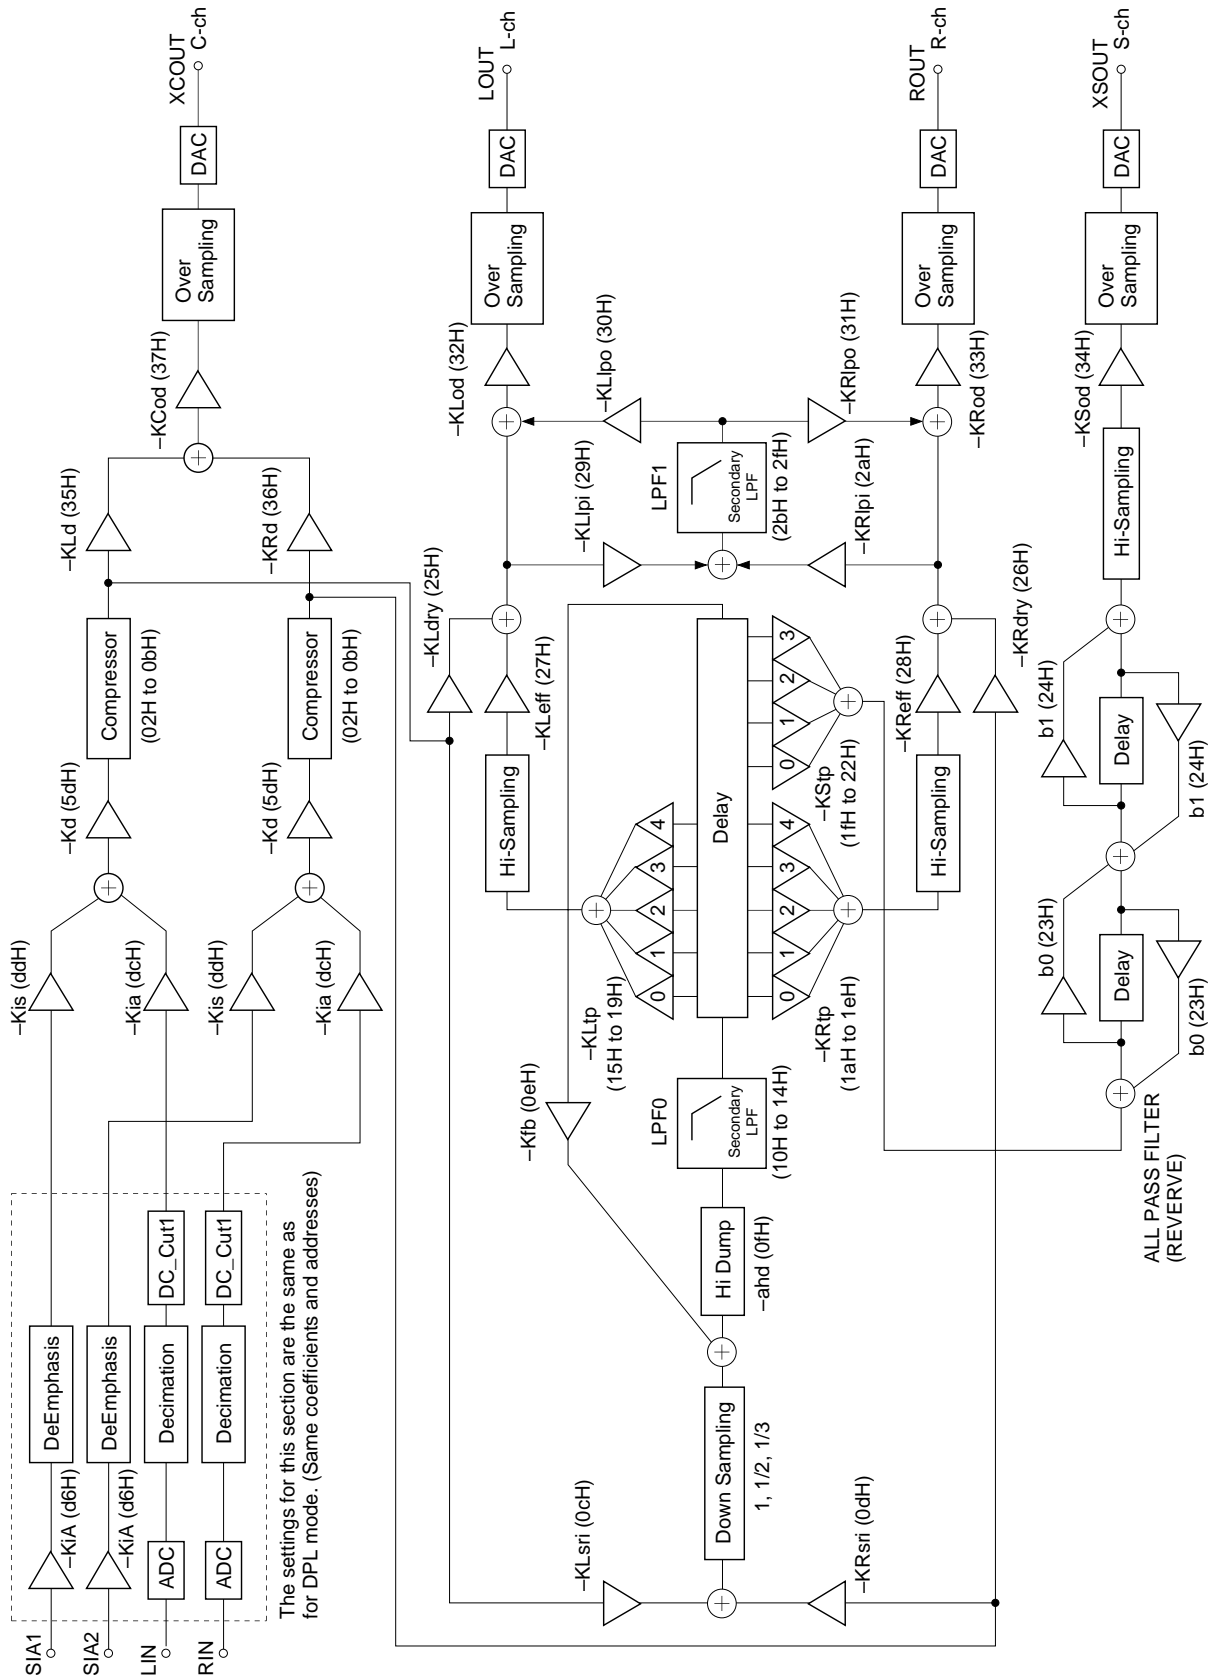 SIA1
SIA2
LIN
RIN
–KiA (d6H)
–KiA (d6H)
ADC
ADC
DeEmphasis
DeEmphasis
Decimation
Decimation
DC_Cut1
DC_Cut1
The settings for this section are the same as
for DPL mode. (Same coefficients and addresses)
–Kis (ddH)
–Kia (dcH)
–Kis (ddH)
–Kia (dcH)
+
+
–Kd (5dH)
–Kd (5dH)
Compressor
(02H to 0bH)
Compressor
(02H to 0bH)
–KLd (35H)
–KRd (36H)
+
–KCod (37H)
Over
Sampling
DAC
XCOUT
C-ch
–KLsri (0cH)
–KRsri (0dH)
+
Down Sampling
1, 1/2, 1/3
+
–Kfb (0eH)
Hi Dump
–ahd (0fH)
LPF0
Secondary
LPF
(10H to 14H)
–KLtp
(15H to 19H)
0
1
2
3
4
+
Delay
–KRtp
(1aH to 1eH)
0
1
2
3
4
+
–KStp
(1fH to 22H)
0
1
2
3
+
Hi-Sampling
–KLeff (27H)
–KLdry (25H)
+
Hi-Sampling
–KReff (28H)
–KRdry (26H)
+
–KLlpi (29H)
–KRlpi (2aH)
+
LPF1
Secondary
LPF
(2bH to 2fH)
–KLlpo (30H)
–KRlpo (31H)
+
+
–KLod (32H)
–KRod (33H)
Over
Sampling
DAC
LOUT
L-ch
Over
Sampling
DAC
ROUT
R-ch
ALL PASS FILTER
(REVERVE)
+
b0 (23H)
Delay
b0 (23H)
+
b1 (24H)
Delay
b1 (24H)
+
Hi-Sampling
–KSod (34H)
Over
Sampling
DAC
XSOUT
S-ch